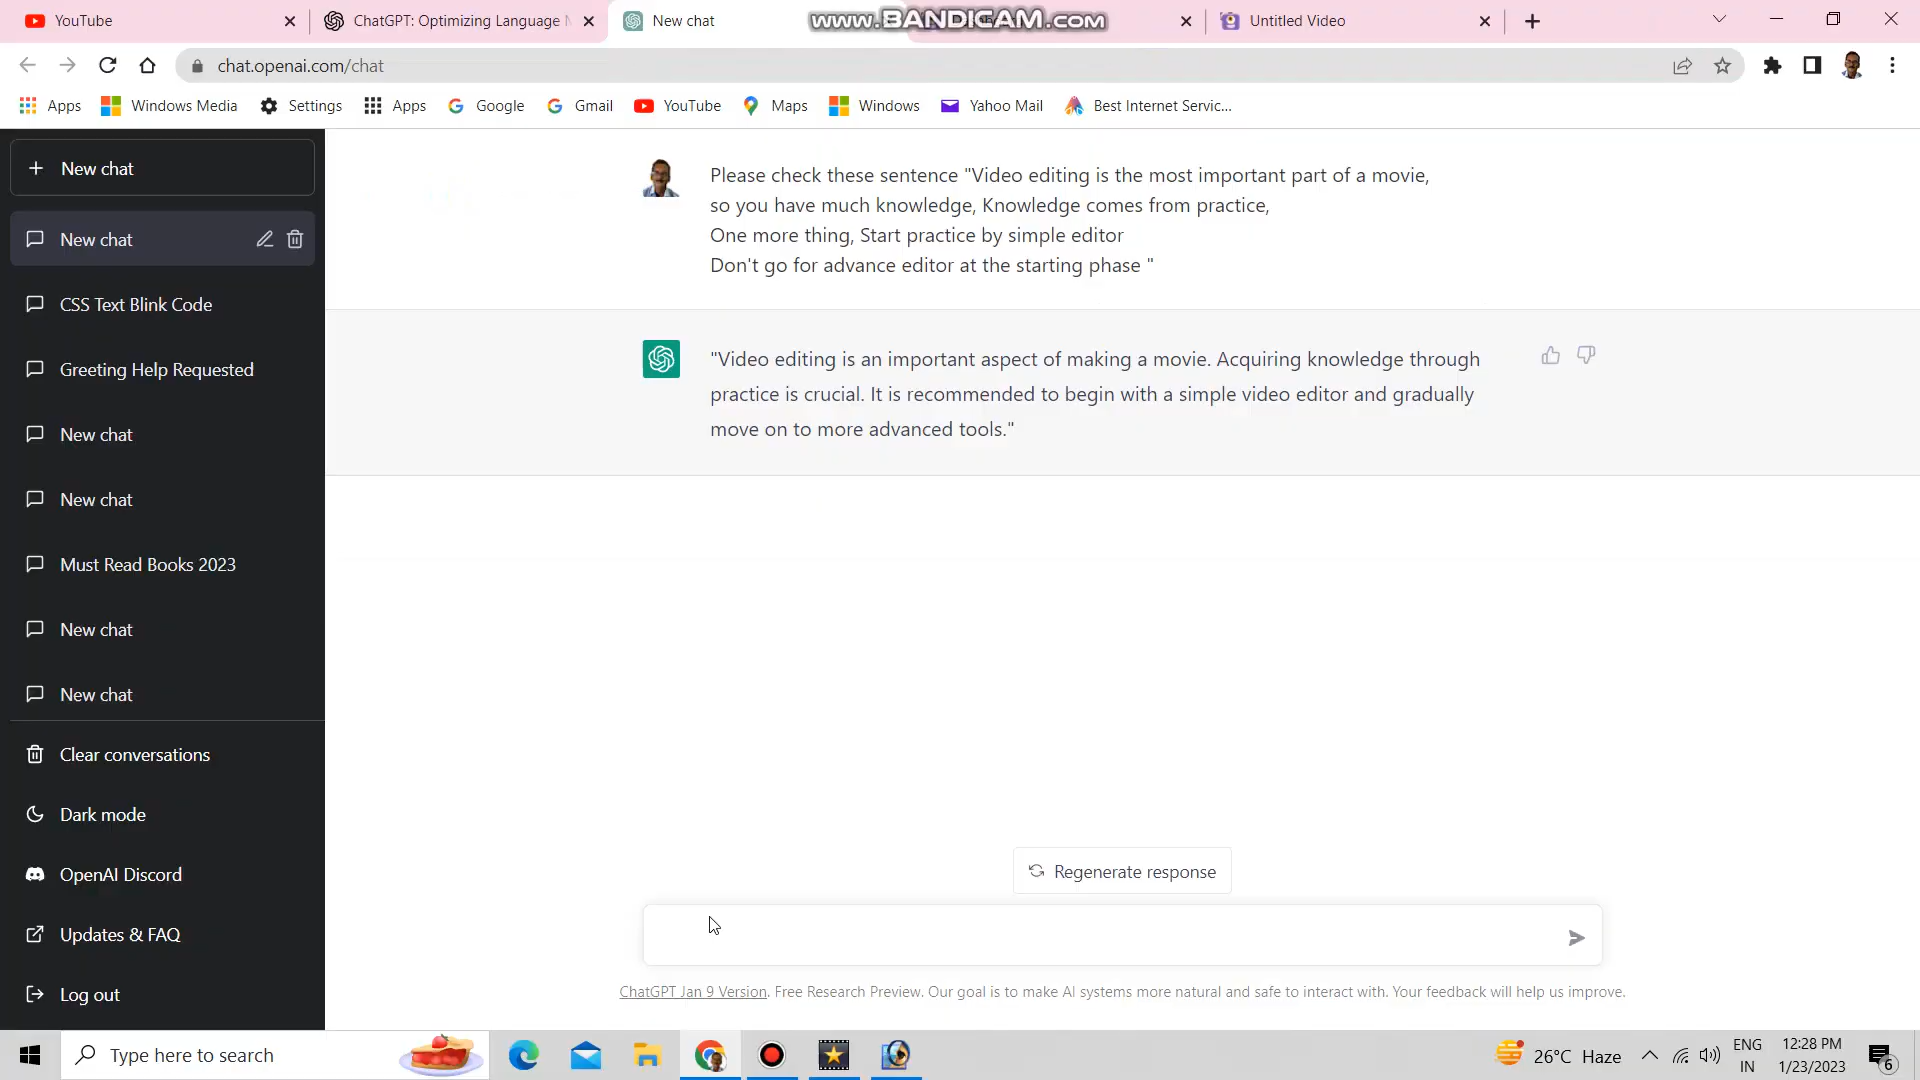 YouTube
ChatGPT: Optimizing Language
New chat
www.BANDICAM.com
Untitled Video
chat.openai.com/chat
Apps
Windows Media
Settings
Apps
Google
Gmail
YouTube
Maps
Windows
Yahoo Mail
Best Internet Servic...
New chat
New chat
CSS Text Blink Code
Greeting Help Requested
New chat
New chat
Must Read Books 2023
New chat
New chat
Clear conversations
Dark mode
OpenAI Discord
Updates & FAQ
Log out
Please check these sentence "Video editing is the most important part of a movie,
so you have much knowledge, Knowledge comes from practice,
One more thing, Start practice by simple editor
Don't go for advance editor at the starting phase "
"Video editing is an important aspect of making a movie. Acquiring knowledge through
practice is crucial. It is recommended to begin with a simple video editor and gradually
move on to more advanced tools."
Regenerate response
ChatGPT Jan 9 Version. Free Research Preview. Our goal is to make AI systems more natural and safe to interact with. Your feedback will help us improve.
Type here to search
26°C Haze
ENG
IN
12:28 PM
1/23/2023
6